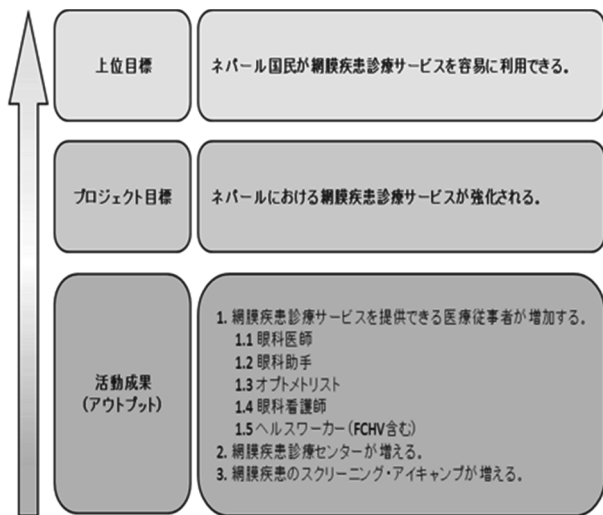 上位目標
ネパール国民が網膜疾患診療サービスを容易に利用できる。
プロジェクト目標
ネパールにおける網膜疾患診療サービスが強化される。
活動成果
(アウトプット)
1. 網膜疾患診療サービスを提供できる医療従事者が増加する。
1.1 眼科医師
1.2 眼科助手
1.3 オプトメトリスト
1.4 眼科看護師
1.5 ヘルスワーカー(FCHV含む)
2. 網膜疾患診療センターが増える。
3. 網膜疾患のスクリーニング・アイキャンプが増える。